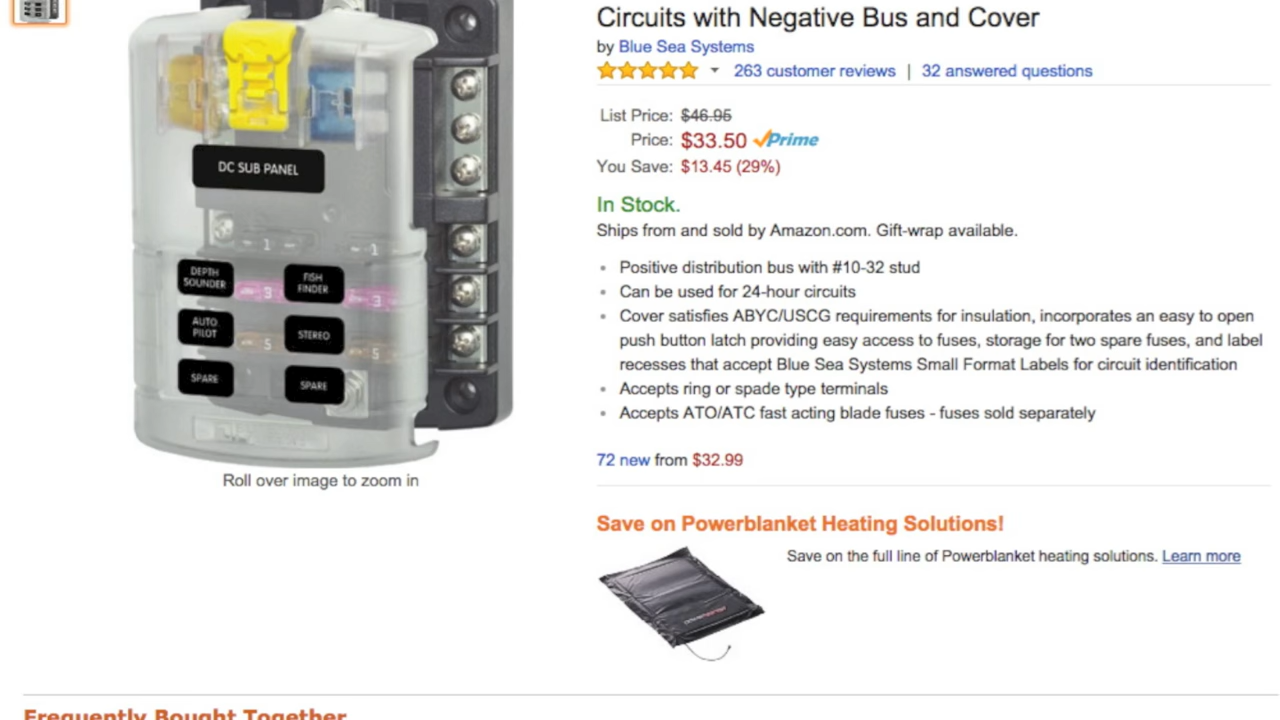 Circuits with Negative Bus and Cover
by Blue Sea Systems
263 customer reviews | 32 answered questions
List Price: $46.95
Price: $33.50 Prime
You Save: $13.45 (29%)
In Stock.
Ships from and sold by Amazon.com. Gift-wrap available.
Positive distribution bus with #10-32 stud
Can be used for 24-hour circuits
Cover satisfies ABYC/USCG requirements for insulation, incorporates an easy to open
push button latch providing easy access to fuses, storage for two spare fuses, and label
recesses that accept Blue Sea Systems Small Format Labels for circuit identification
Accepts ring or spade type terminals
Accepts ATO/ATC fast acting blade fuses - fuses sold separately
72 new from $32.99
DC SUB PANEL
1 1
DEPTH
SOUNDER
FISH
FINDER
3 3
AUTO
PILOT
STEREO
5 5
SPARE
SPARE
Roll over image to zoom in
Save on Powerblanket Heating Solutions!
Save on the full line of Powerblanket heating solutions. Learn more
Frequently Bought Together